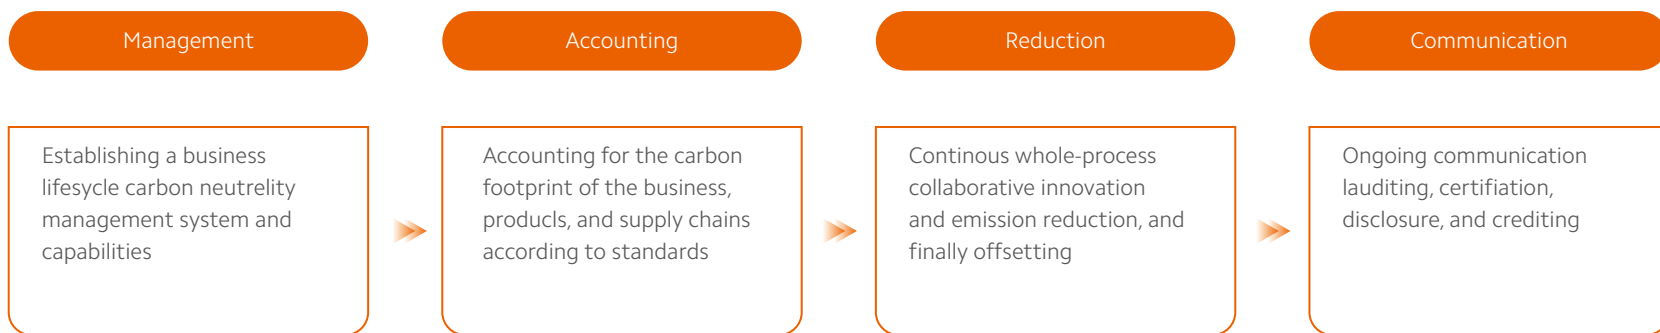 Management
Establishing a business
lifesycle carbon neutrelity
management system and
capabilities
Accounting
Accounting for the carbon
footprint of the business,
producls, and supply chains
according to standards
Reduction
Continous whole-process
collaborative innovation
and emission reduction, and
finally offsetting
Communication
Ongoing communication
lauditing, certifiation,
disclosure, and crediting